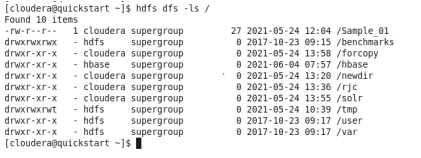 [cloudera@quickstart ~]$ hdfs dfs -ls /
Found 10 items
-rw-r--r--   1 cloudera supergroup         27 2021-05-24 12:04 /Sample_01
drwxrwxrwx   - hdfs     supergroup          0 2017-10-23 09:15 /benchmarks
drwxr-xr-x   - cloudera supergroup          0 2021-05-24 13:58 /forcopy
drwxr-xr-x   - hbase    supergroup          0 2021-06-04 07:57 /hbase
drwxr-xr-x   - cloudera supergroup          0 2021-05-24 13:20 /newdir
drwxr-xr-x   - cloudera supergroup          0 2021-05-24 13:36 /rjc
drwxr-xr-x   - cloudera supergroup          0 2021-05-24 13:55 /solr
drwxrwxrwt   - hdfs     supergroup          0 2021-05-24 10:39 /tmp
drwxr-xr-x   - hdfs     supergroup          0 2017-10-23 09:17 /user
drwxr-xr-x   - hdfs     supergroup          0 2017-10-23 09:17 /var
[cloudera@quickstart ~]$